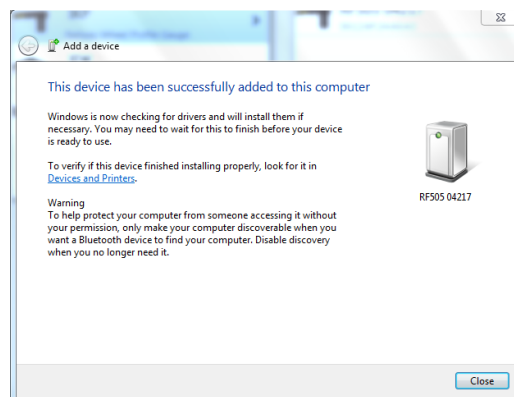 Add a device
This device has been successfully added to this computer
Windows is now checking for drivers and will install them if
necessary. You may need to wait for this to finish before your device
is ready to use.
To verify if this device finished installing properly, look for it in
Devices and Printers.
RF505 04217
Warning
To help protect your computer from someone accessing it without
your permission, only make your computer discoverable when you
want a Bluetooth device to find your computer. Disable discovery
when you no longer need it.
Close